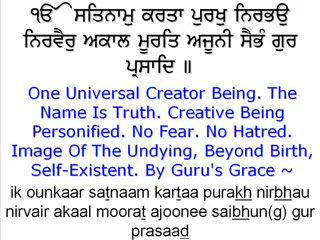 ੴ ਸਤਿਨਾਮੁ ਕਰਤਾ ਪੁਰਖੁ ਨਿਰਭਉ
ਨਿਰਵੈਰੁ ਅਕਾਲ ਮੂਰਤਿ ਅਜੂਨੀ ਸੈਭੰ ਗੁਰ
ਪ੍ਰਸਾਦਿ ॥
One Universal Creator Being. The
Name Is Truth. Creative Being
Personified. No Fear. No Hatred.
Image Of The Undying, Beyond Birth,
Self-Existent. By Guru's Grace ~
ik ounkaar satnaam kartaa purakh nirbhau
nirvair akaal moorat ajoonee saibhun(g) gur
prasaad